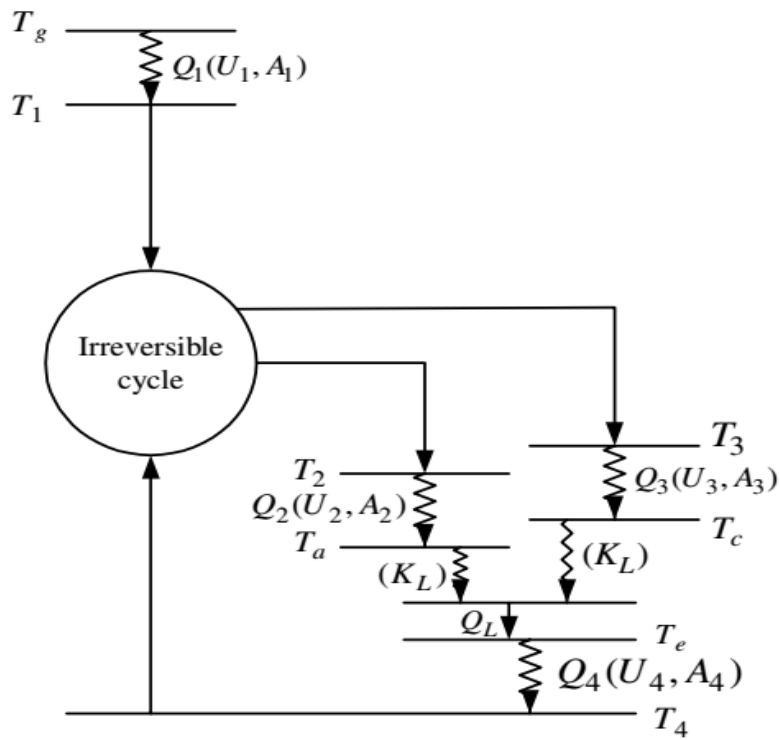 T_g
Q_1(U_1, A_1)
T_1
Irreversible
cycle
T_3
T_2
Q_3(U_3, A_3)
Q_2(U_2, A_2)
T_c
T_a
(K_L)
(K_L)
Q_L
T_e
Q_4(U_4, A_4)
T_4